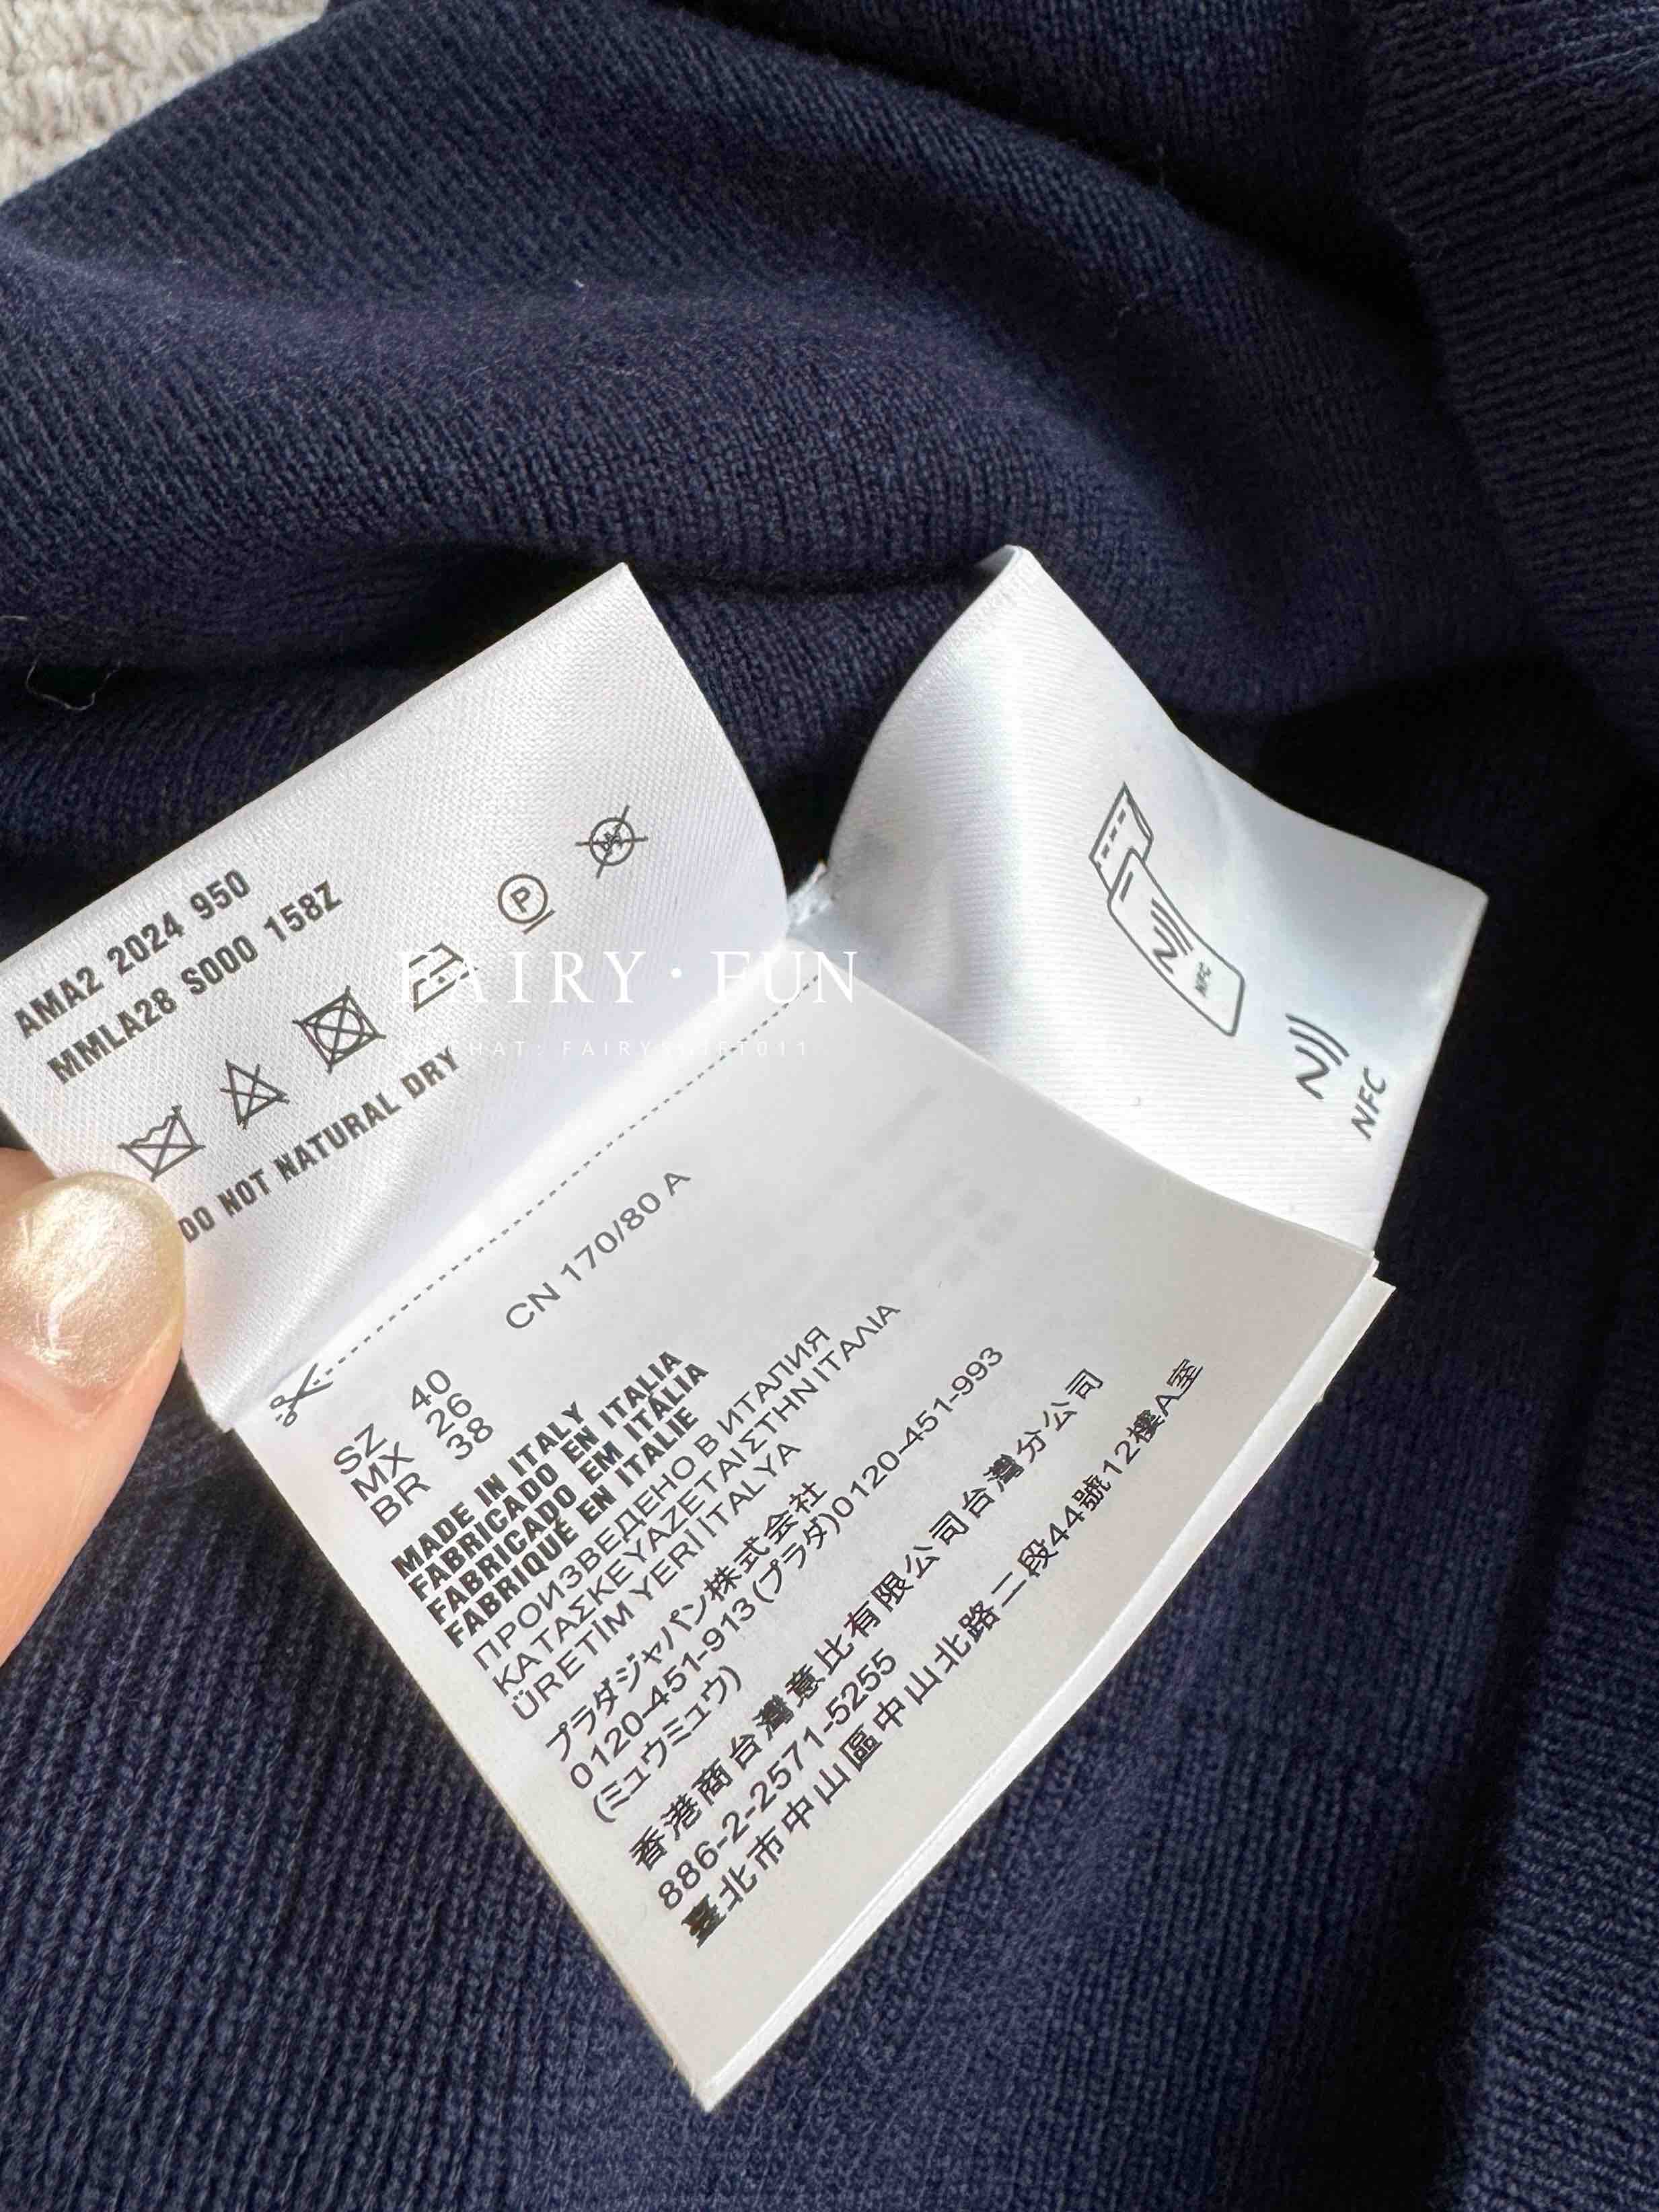 AMA2 2024 950
MMLA28 S000 158Z
P
DO NOT NATURAL DRY
FAIRY·FUN
CN 170/80 A
SZ 40
MX 26
BR 38
MADE IN ITALY
FABRICADO EN ITALIA
FABRICADO EM ITÁLIA
FABRIQUÉ EN ITALIE
ПРОИЗВЕДЕНО В ИТАЛИЯ
ΚΑΤΑΣΚΕΥΑΖΕΤΑΙ ΣΤΗΝ ΙΤΑΛΙΑ
ÜRETİM YERI İTALYA
プラダジャパン株式会社
0120-451-913(プラダ)0120-451-993
(ミュウミュウ)
香港商台灣意比有限公司台灣分公司
886-2-2571-5255
臺北市中山區中山北路二段44號12樓A室
NFC
NFC